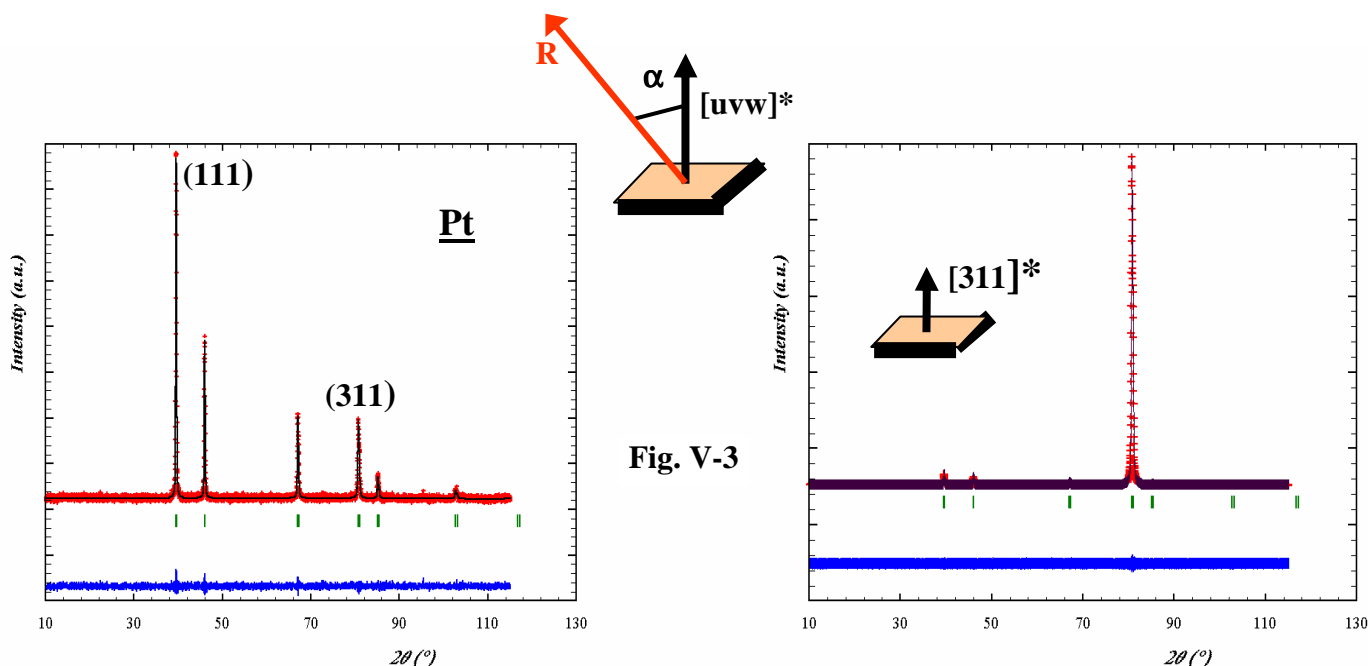 R
α
[uvw]*
(111)
Pt
(311)
Intensity (a.u.)
10
30
50
70
90
110
130
2θ (°)
Fig. V-3
[311]*
Intensity (a.u.)
10
30
50
70
90
110
130
2θ (°)